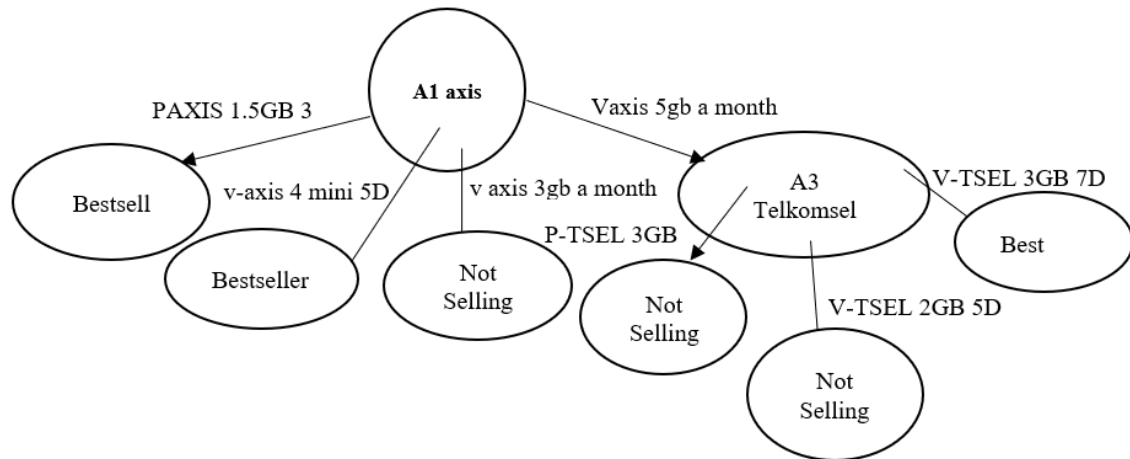 A1 axis
PAXIS 1.5GB 3
Vaxis 5gb a month
Bestsell
v-axis 4 mini 5D
v axis 3gb a month
A3
Telkomsel
V-TSEL 3GB 7D
Bestseller
Not
Selling
P-TSEL 3GB
Best
Not
Selling
V-TSEL 2GB 5D
Not
Selling